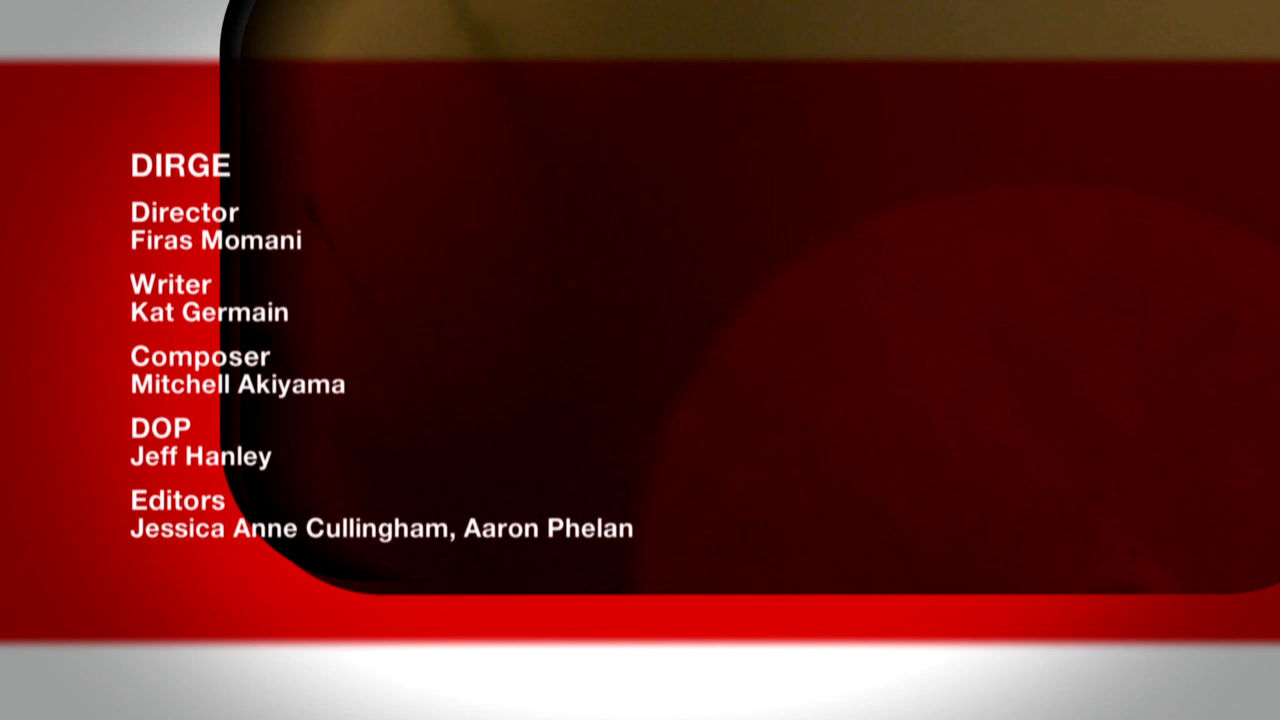 DIRGE
Director
Firas Momani
Writer
Kat Germain
Composer
Mitchell Akiyama
DOP
Jeff Hanley
Editors
Jessica Anne Cullingham, Aaron Phelan